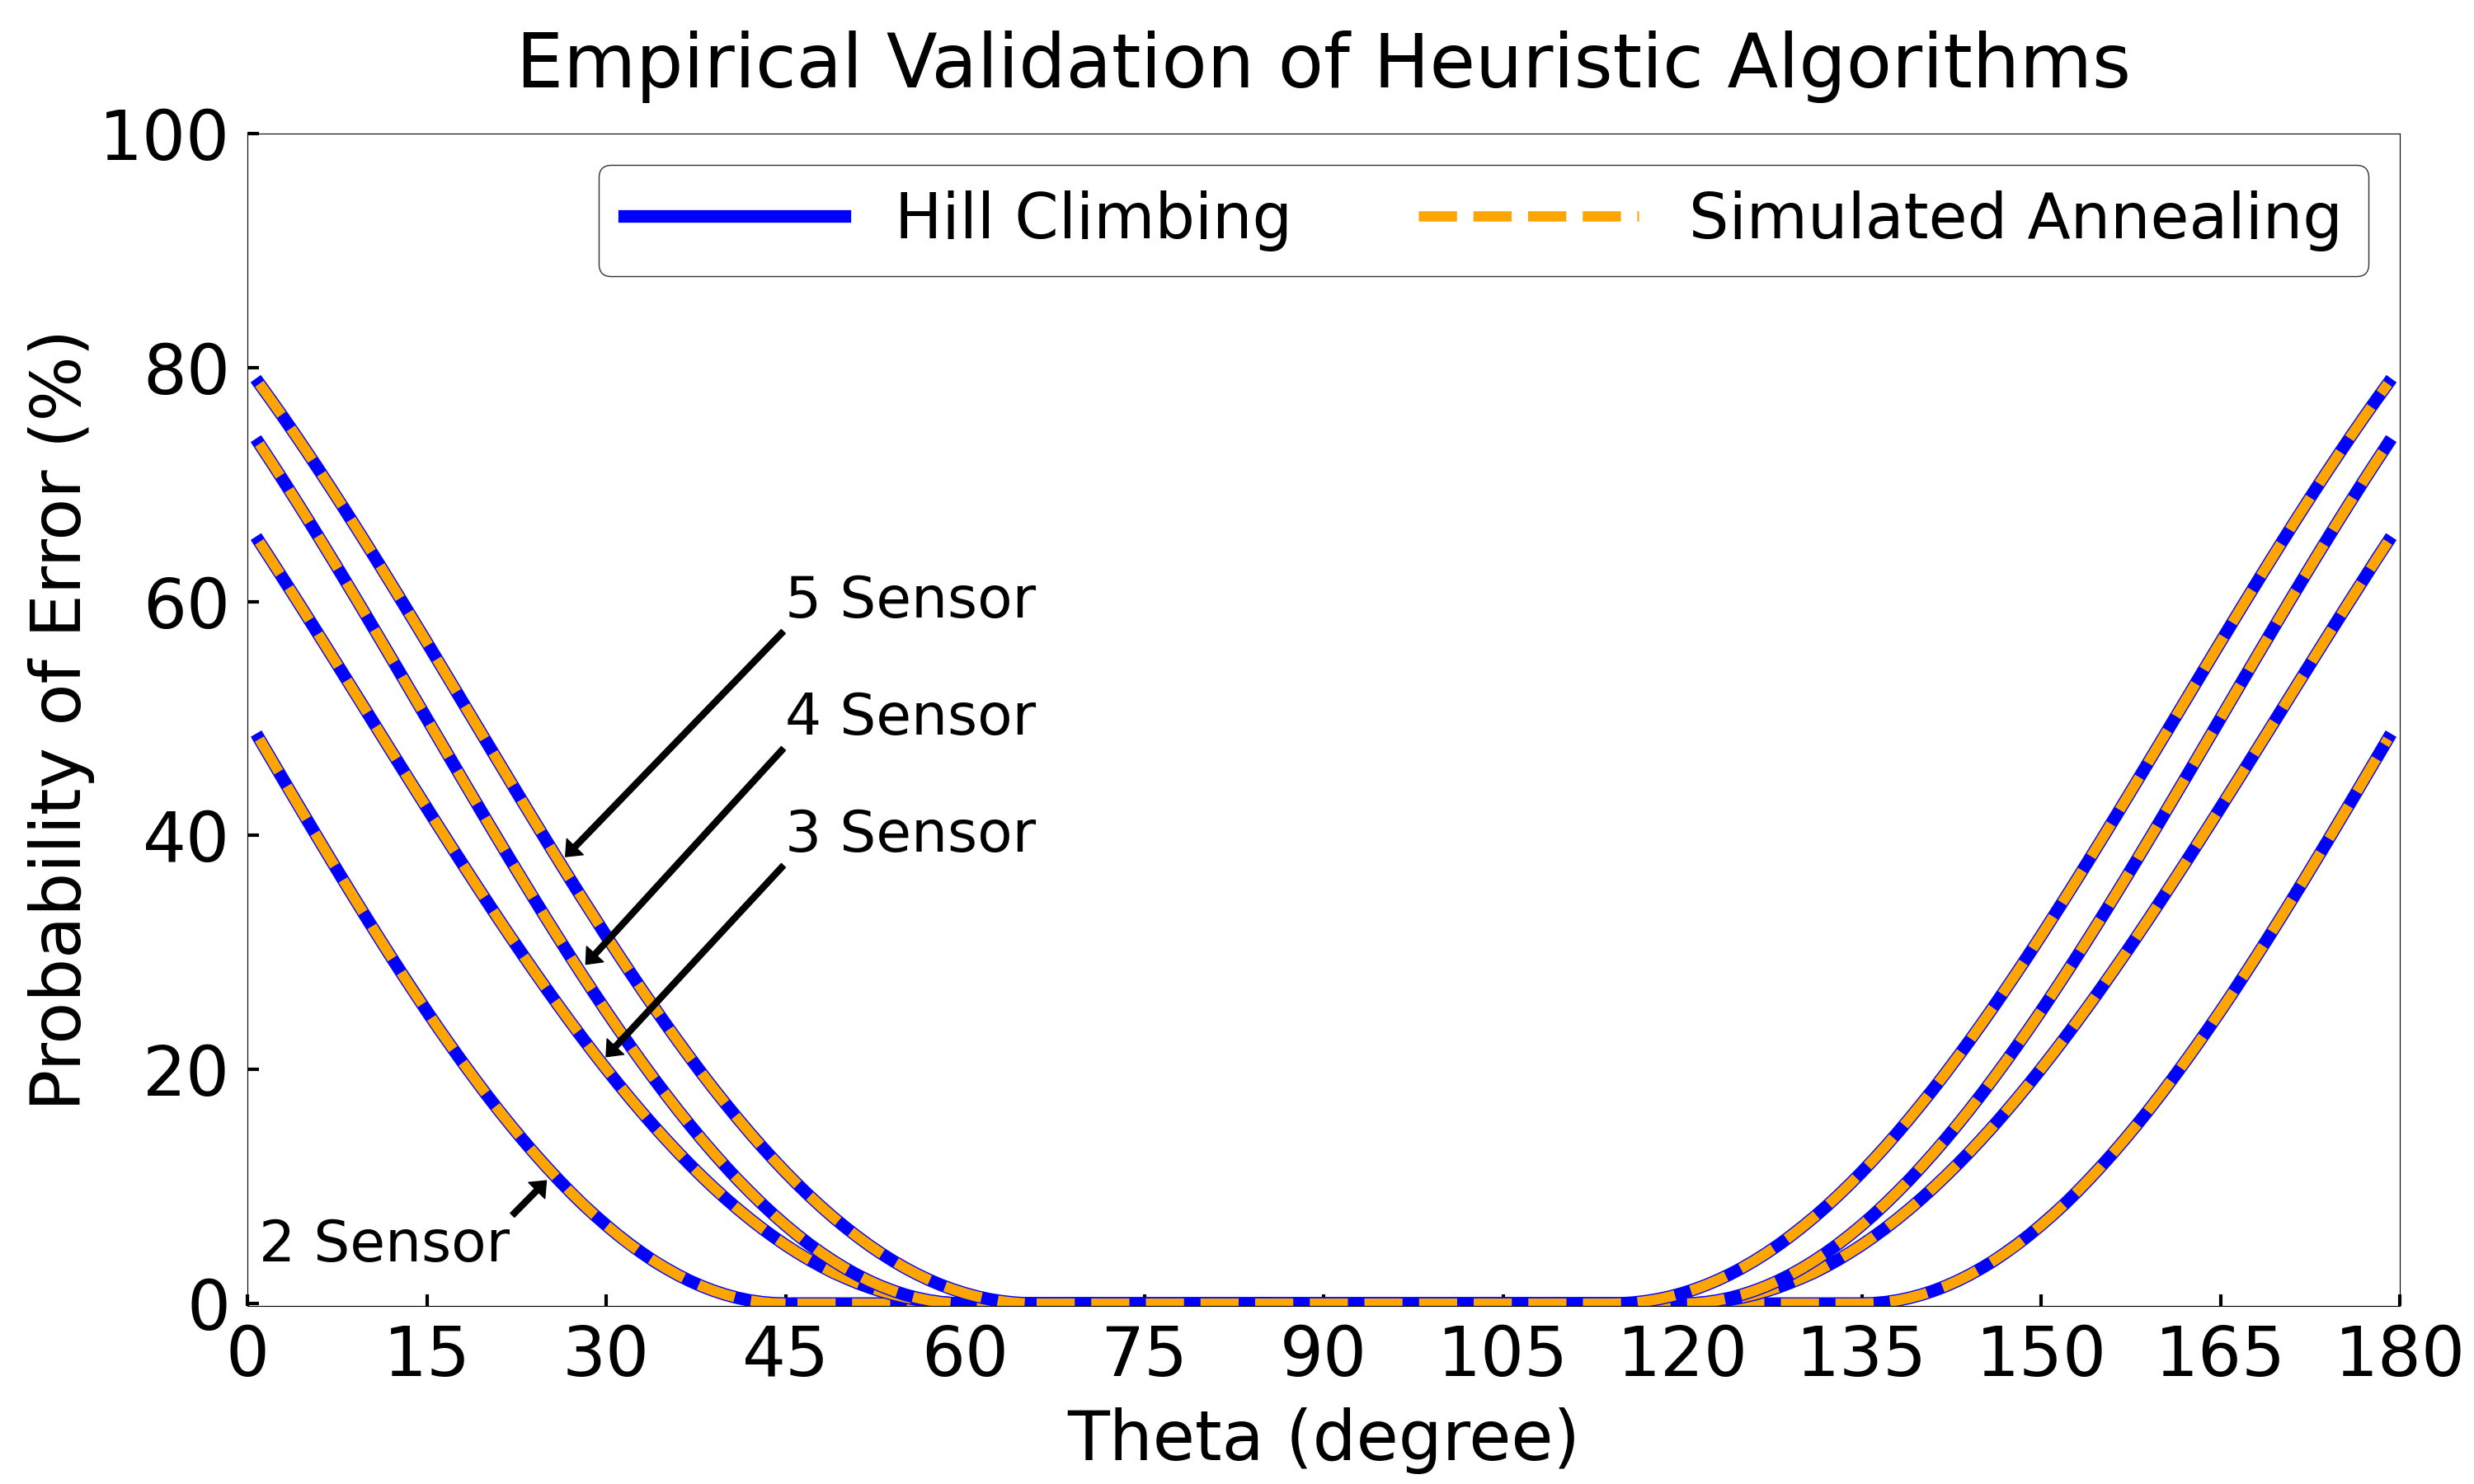 Empirical Validation of Heuristic Algorithms
Hill Climbing
Simulated Annealing
Probability of Error (%)
100
80
60
40
20
0
5 Sensor
4 Sensor
3 Sensor
2 Sensor
0 15 30 45 60 75 90 105 120 135 150 165 180
Theta (degree)